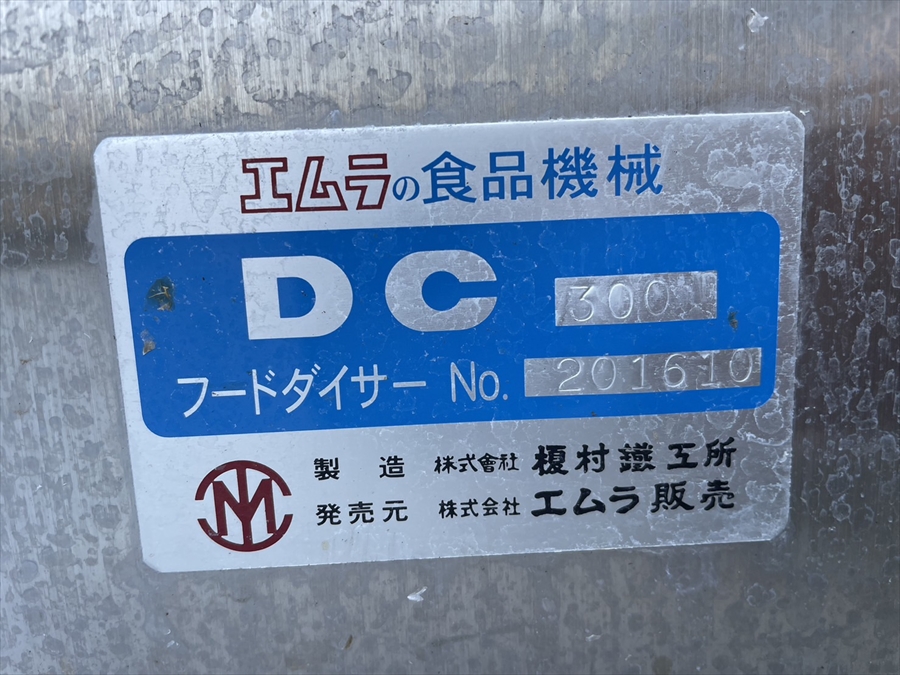 エムラの食品機械
DC 300
フードダイサー No. 201610
製造 株式會社 榎村鐵工所
発売元 株式会社 エムラ販売